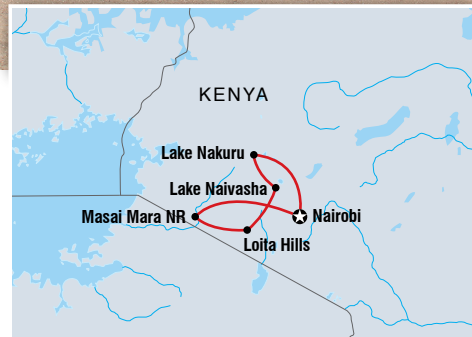 KENYA
Lake Nakuru
Lake Naivasha
Masai Mara NR
Nairobi
Loita Hills